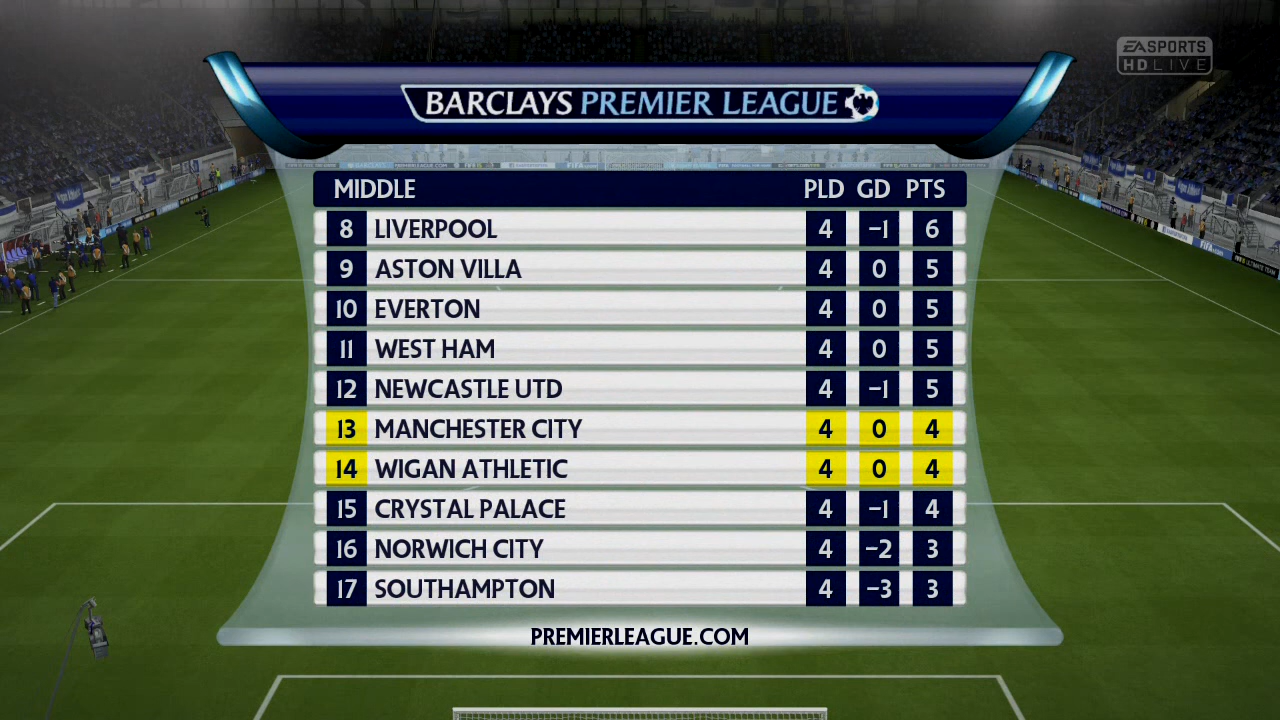 EA SPORTS
HD LIVE
BARCLAYS PREMIER LEAGUE
MIDDLE PLD GD PTS
8 LIVERPOOL 4 -1 6
9 ASTON VILLA 4 0 5
10 EVERTON 4 0 5
11 WEST HAM 4 0 5
12 NEWCASTLE UTD 4 -1 5
13 MANCHESTER CITY 4 0 4
14 WIGAN ATHLETIC 4 0 4
15 CRYSTAL PALACE 4 -1 4
16 NORWICH CITY 4 -2 3
17 SOUTHAMPTON 4 -3 3
PREMIERLEAGUE.COM